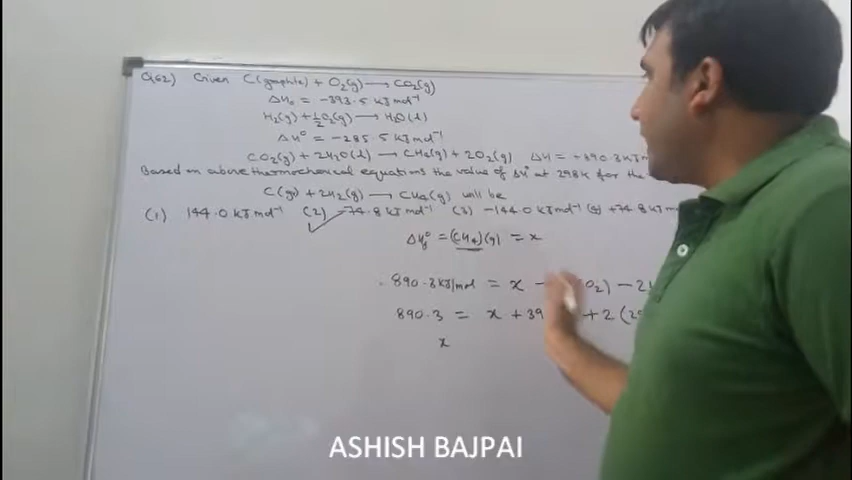 Q.62) Given C(graphite) + O₂(g) → CO₂(g)
ΔH° = -393.5 kJ mol⁻¹
H₂(g) + ½O₂(g) → H₂O(l)
ΔH° = -285.5 kJ mol⁻¹
CO₂(g) + 2H₂O(l) → CH₄(g) + 2O₂(g) ΔH = +890.3 kJ
Based on above thermochemical equations the value of ΔH° at 298K for the
C(gr) + 2H₂(g) → CH₄(g) will be
(1) 144.0 kJ mol⁻¹ (2) -74.8 kJ mol⁻¹ (3) -144.0 kJ mol⁻¹ (4) +74.8 kJ m
ΔHf° = (CH₄)(g) = x
890.3 kJ/mol = x - O₂) - 2
890.3 = x + 39 + 2 (2
x
ASHISH BAJPAI